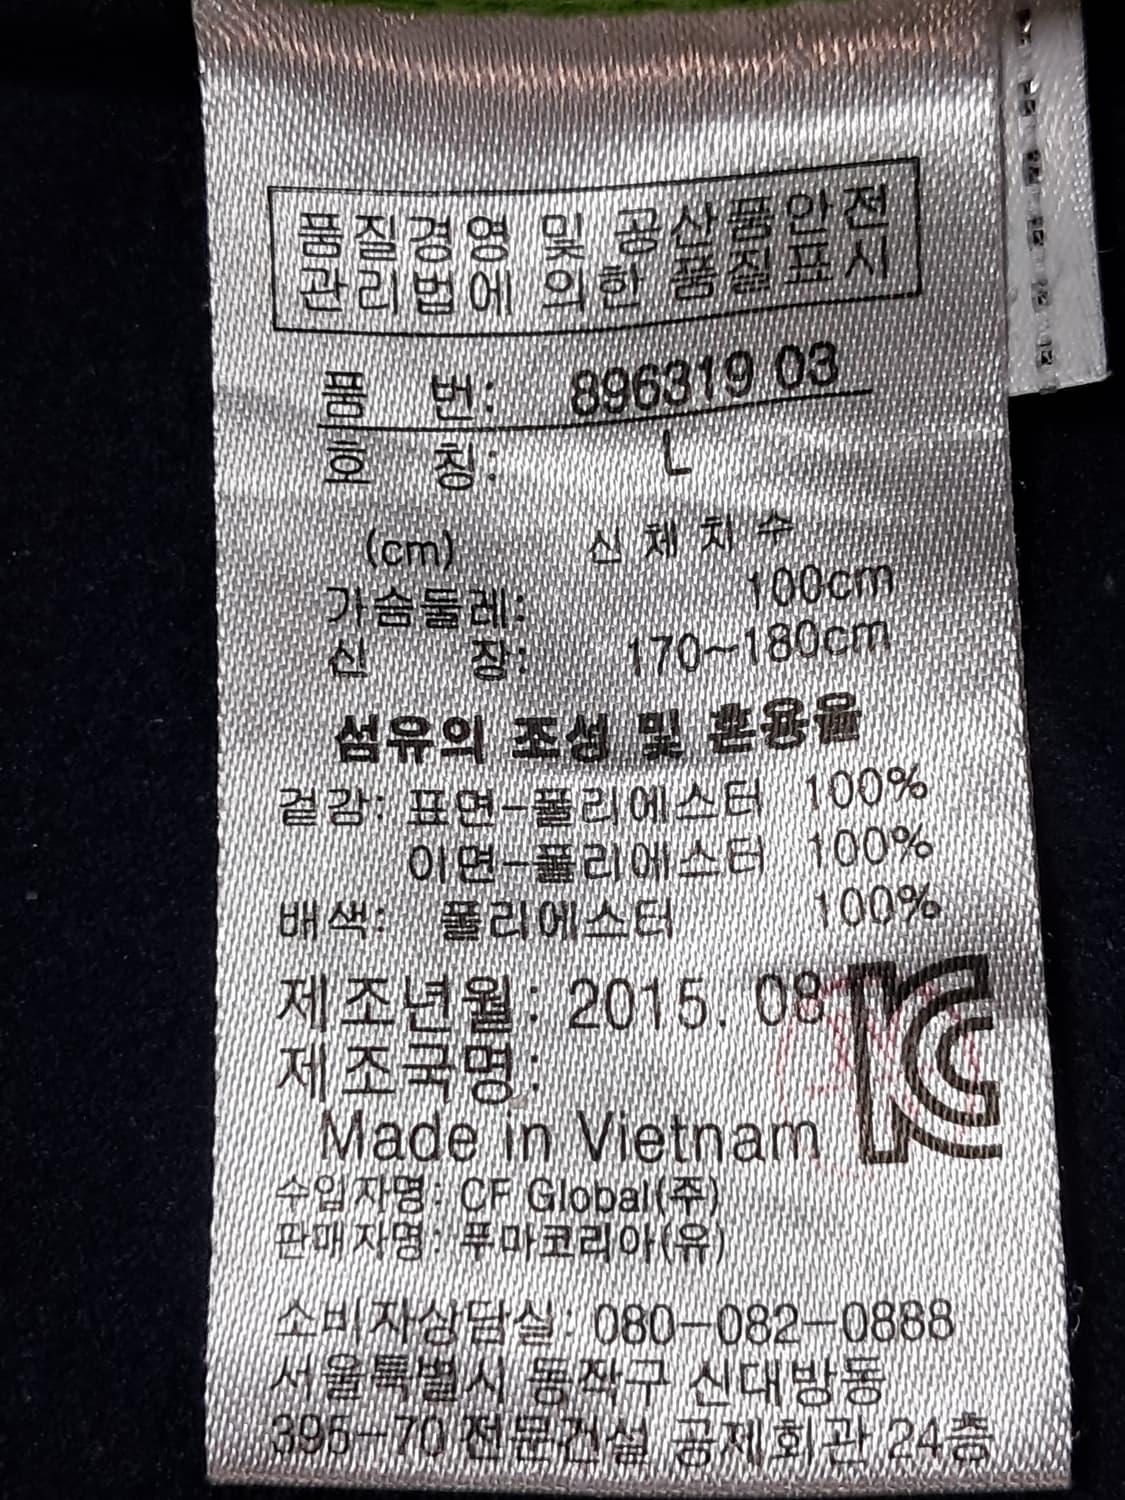 품질경영 및 공산품안전
관리법에 의한 품질표시
품 번: 896319 03
호 칭: L
(cm) 신체치수
가슴둘레: 100cm
신 장: 170~180cm
섬유의 조성 및 혼용율
겉감: 표면-폴리에스터 100%
이면-폴리에스터 100%
배색: 폴리에스터 100%
제조년월: 2015. 08
제조국명:
Made in Vietnam
수입자명: CF Global(주)
판매자명: 푸마코리아(유)
소비자상담실: 080-082-0888
서울특별시 동작구 신대방동
395-70 전문건설 공제회관 24층